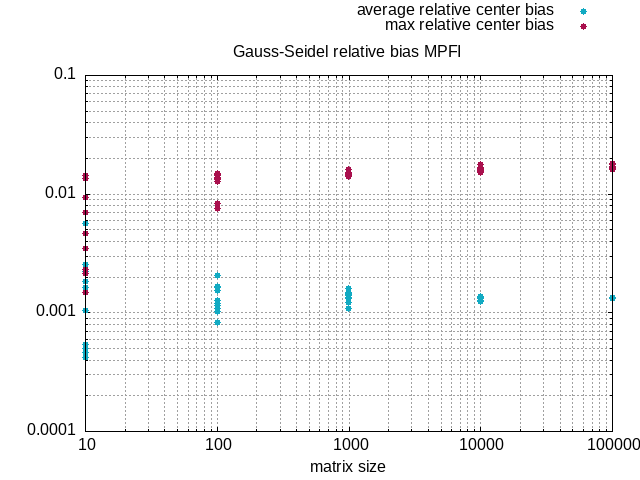 average relative center bias
max relative center bias
Gauss-Seidel relative bias MPFI
0.1
0.01
0.001
0.0001
10 100 1000 10000 100000
matrix size